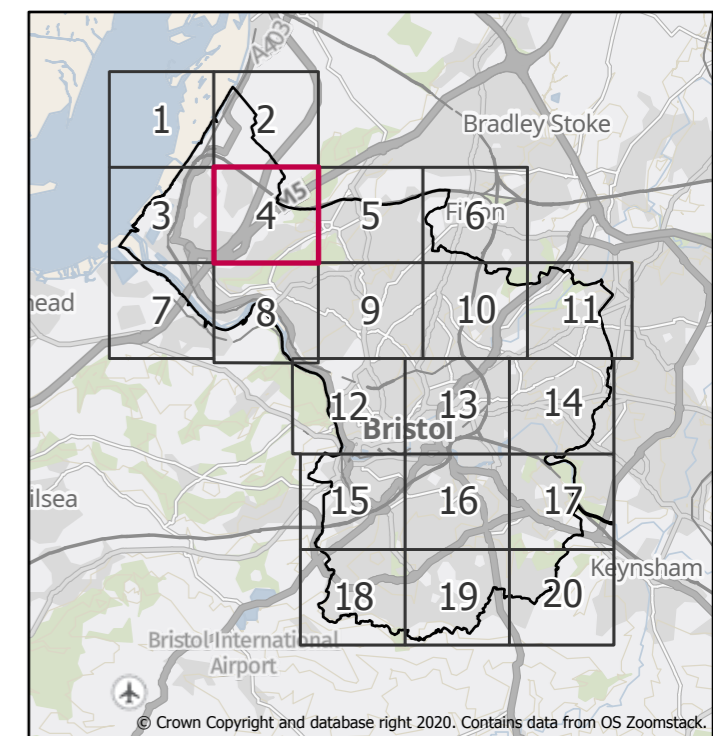 A403
1
2
Bradley Stoke
3
4
M5
5
Filton
6
head
7
8
9
10
11
12
13
14
Bristol
ilsea
15
16
17
Keynsham
18
19
20
Bristol International
Airport
© Crown Copyright and database right 2020. Contains data from OS Zoomstack.